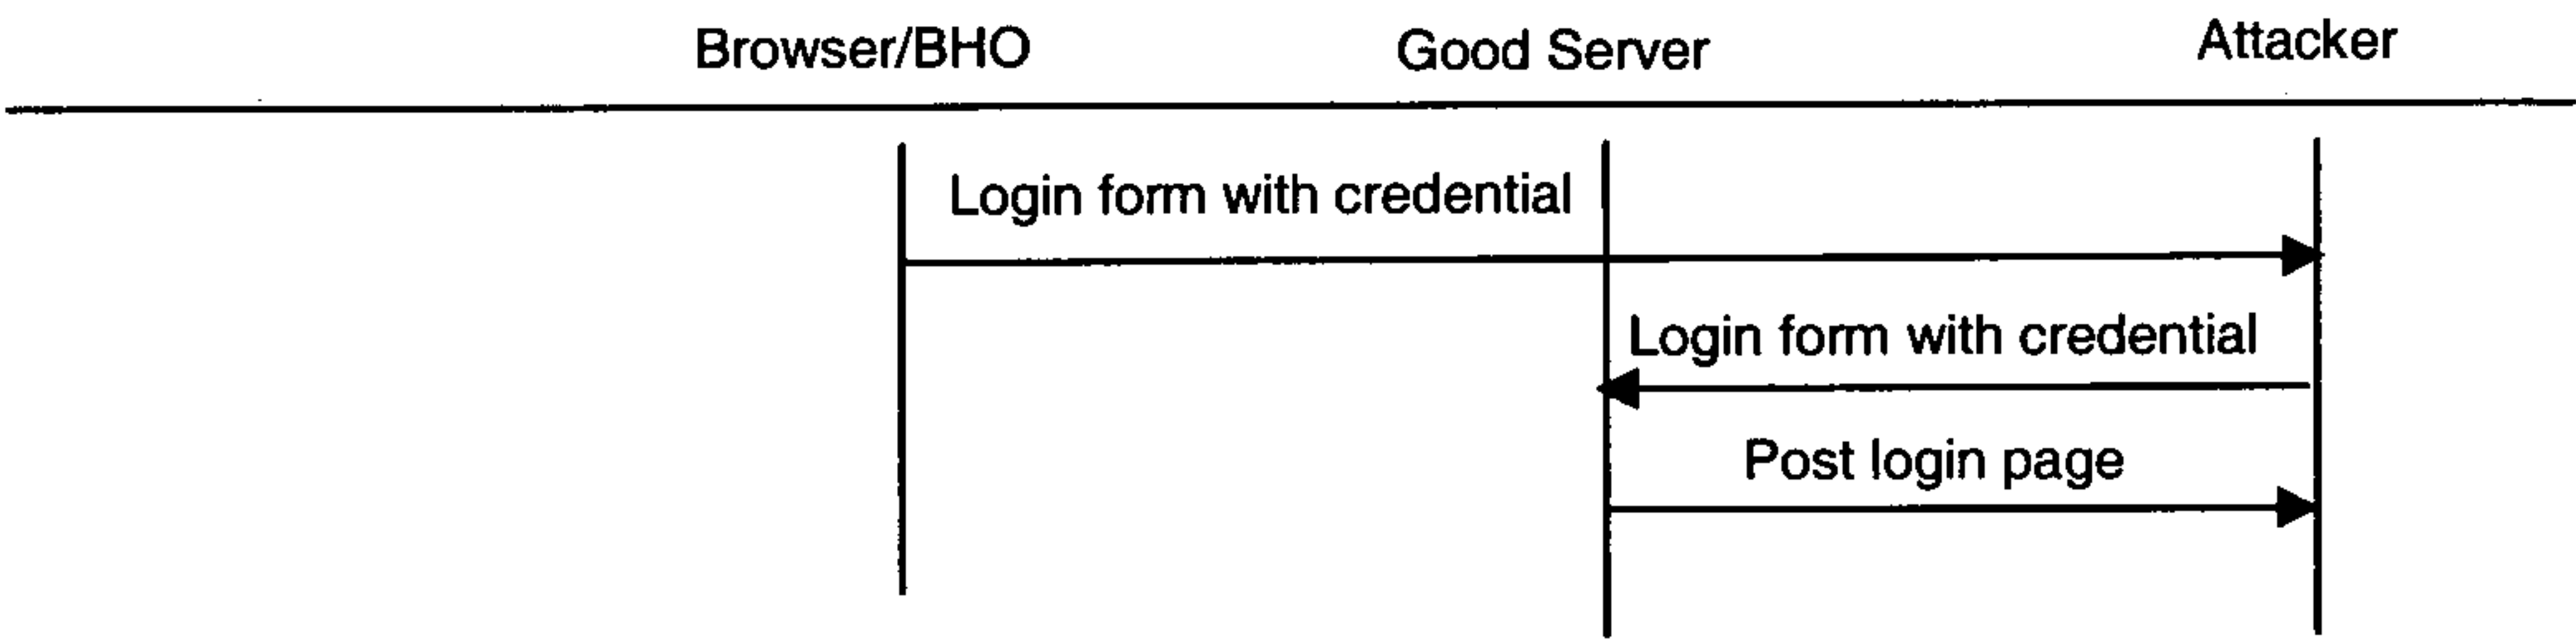 Browser/BHO Good Server Attacker
Login form with credential
Login form with credential
Post login page